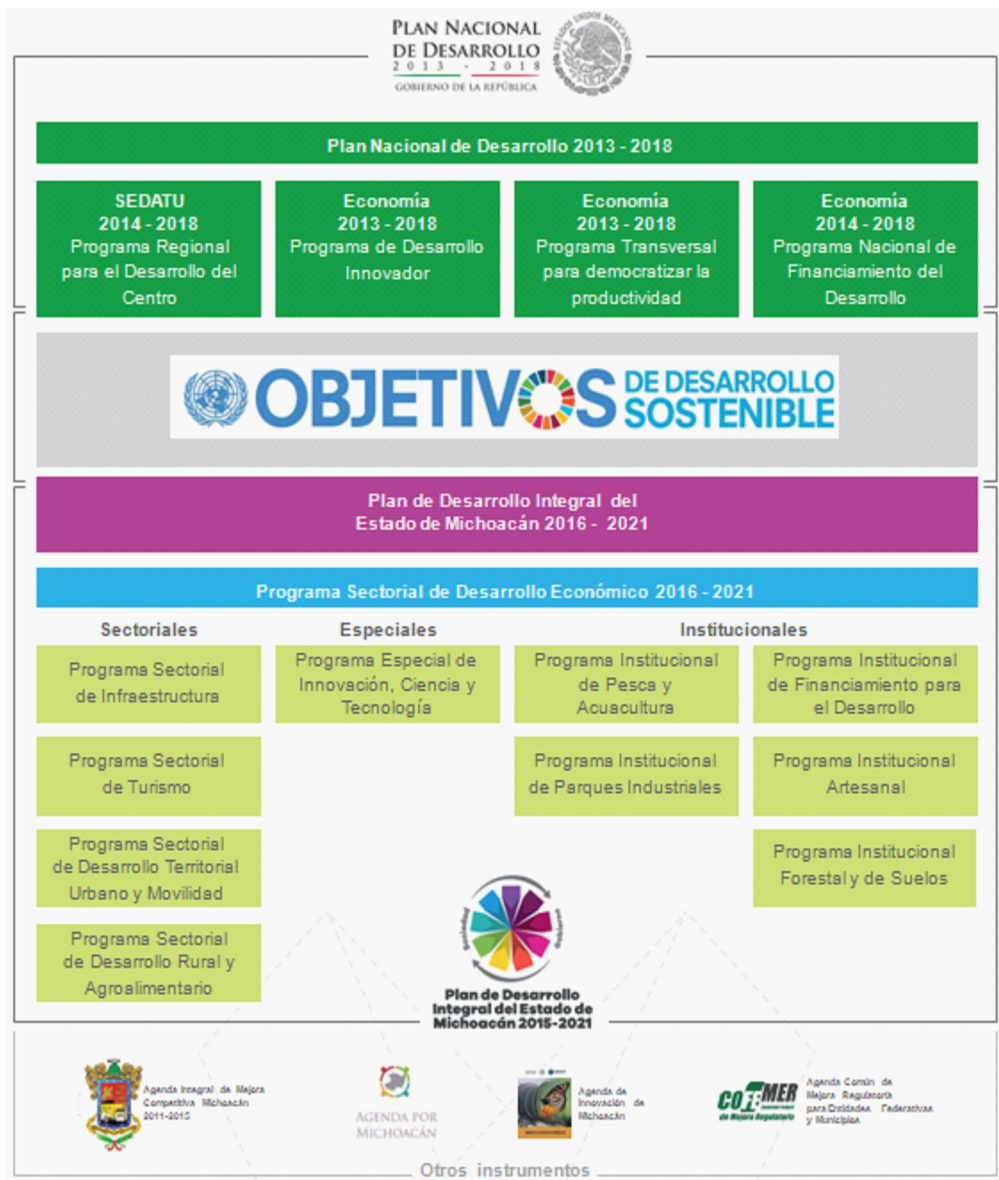 PLAN NACIONAL
DE DESARROLLO
2013 - 2018
GOBIERNO DE LA REPÚBLICA
ESTADOS UNIDOS MEXICANOS
Plan Nacional de Desarrollo 2013 - 2018
SEDATU
2014 - 2018
Programa Regional
para el Desarrollo del
Centro
Economía
2013 - 2018
Programa de Desarrollo
Innovador
Economía
2013 - 2018
Programa Transversal
para democratizar la
productividad
Economía
2014 - 2018
Programa Nacional de
Financiamiento del
Desarrollo
OBJETIVOS DE DESARROLLO
SOSTENIBLE
Plan de Desarrollo Integral del
Estado de Michoacán 2016 - 2021
Programa Sectorial de Desarrollo Económico 2016 - 2021
Sectoriales
Programa Sectorial
de Infraestructura
Programa Sectorial
de Turismo
Programa Sectorial
de Desarrollo Territorial
Urbano y Movilidad
Programa Sectorial
de Desarrollo Rural y
Agroalimentario
Especiales
Programa Especial de
Innovación, Ciencia y
Tecnología
Institucionales
Programa Institucional
de Pesca y
Acuacultura
Programa Institucional
de Financiamiento para
el Desarrollo
Programa Institucional
de Parques Industriales
Programa Institucional
Artesanal
Programa Institucional
Forestal y de Suelos
Sociedad
Plan de Desarrollo
Integral del Estado de
Michoacán 2015-2021
Agenda Integral de Mejora
Competitiva Michoacán
2011-2015
AGENDA POR
MICHOACÁN
Agenda de
Innovación de
Michoacán
COFEMER
de Mejora Regulatoria
Agenda Común de
Mejora Regulatoria
para Entidades Federativas
y Municipios
Otros instrumentos